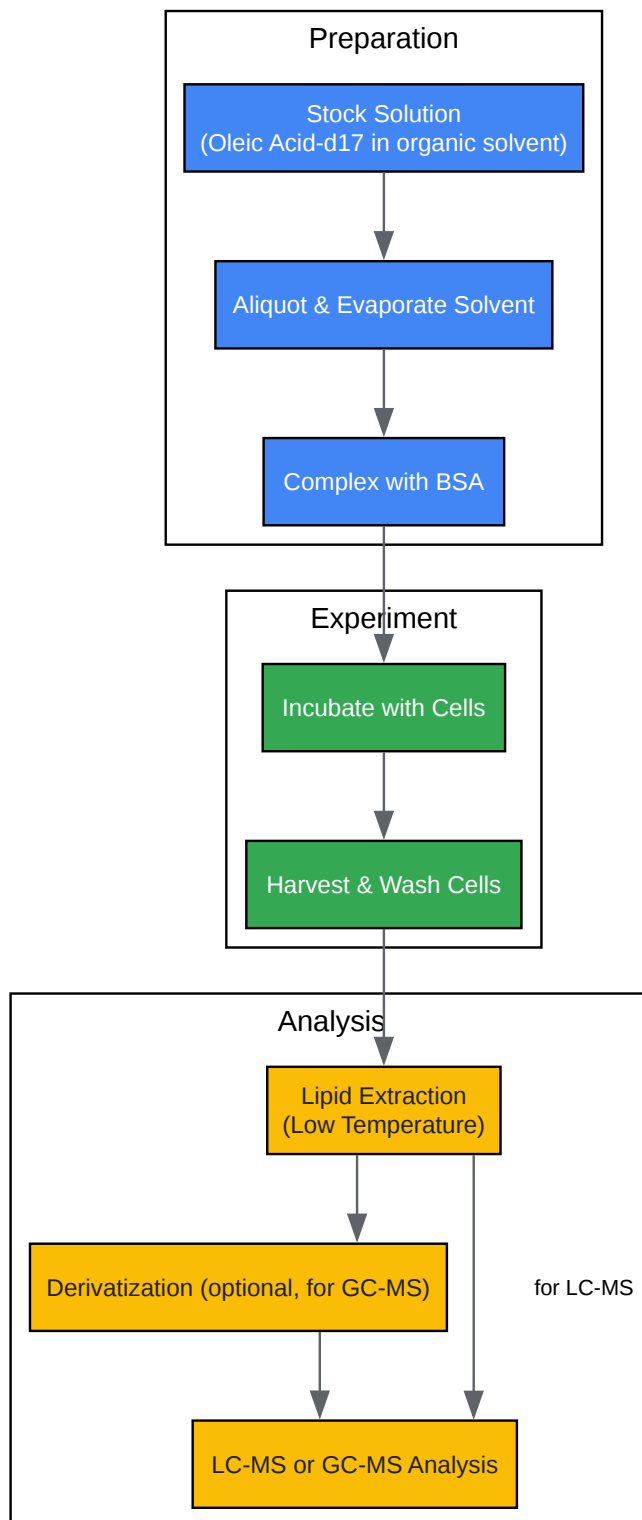 Preparation
Stock Solution
(Oleic Acid-d17 in organic solvent)
Aliquot & Evaporate Solvent
Complex with BSA
Experiment
Incubate with Cells
Harvest & Wash Cells
Analysis
Lipid Extraction
(Low Temperature)
Derivatization (optional, for GC-MS)
for LC-MS
LC-MS or GC-MS Analysis